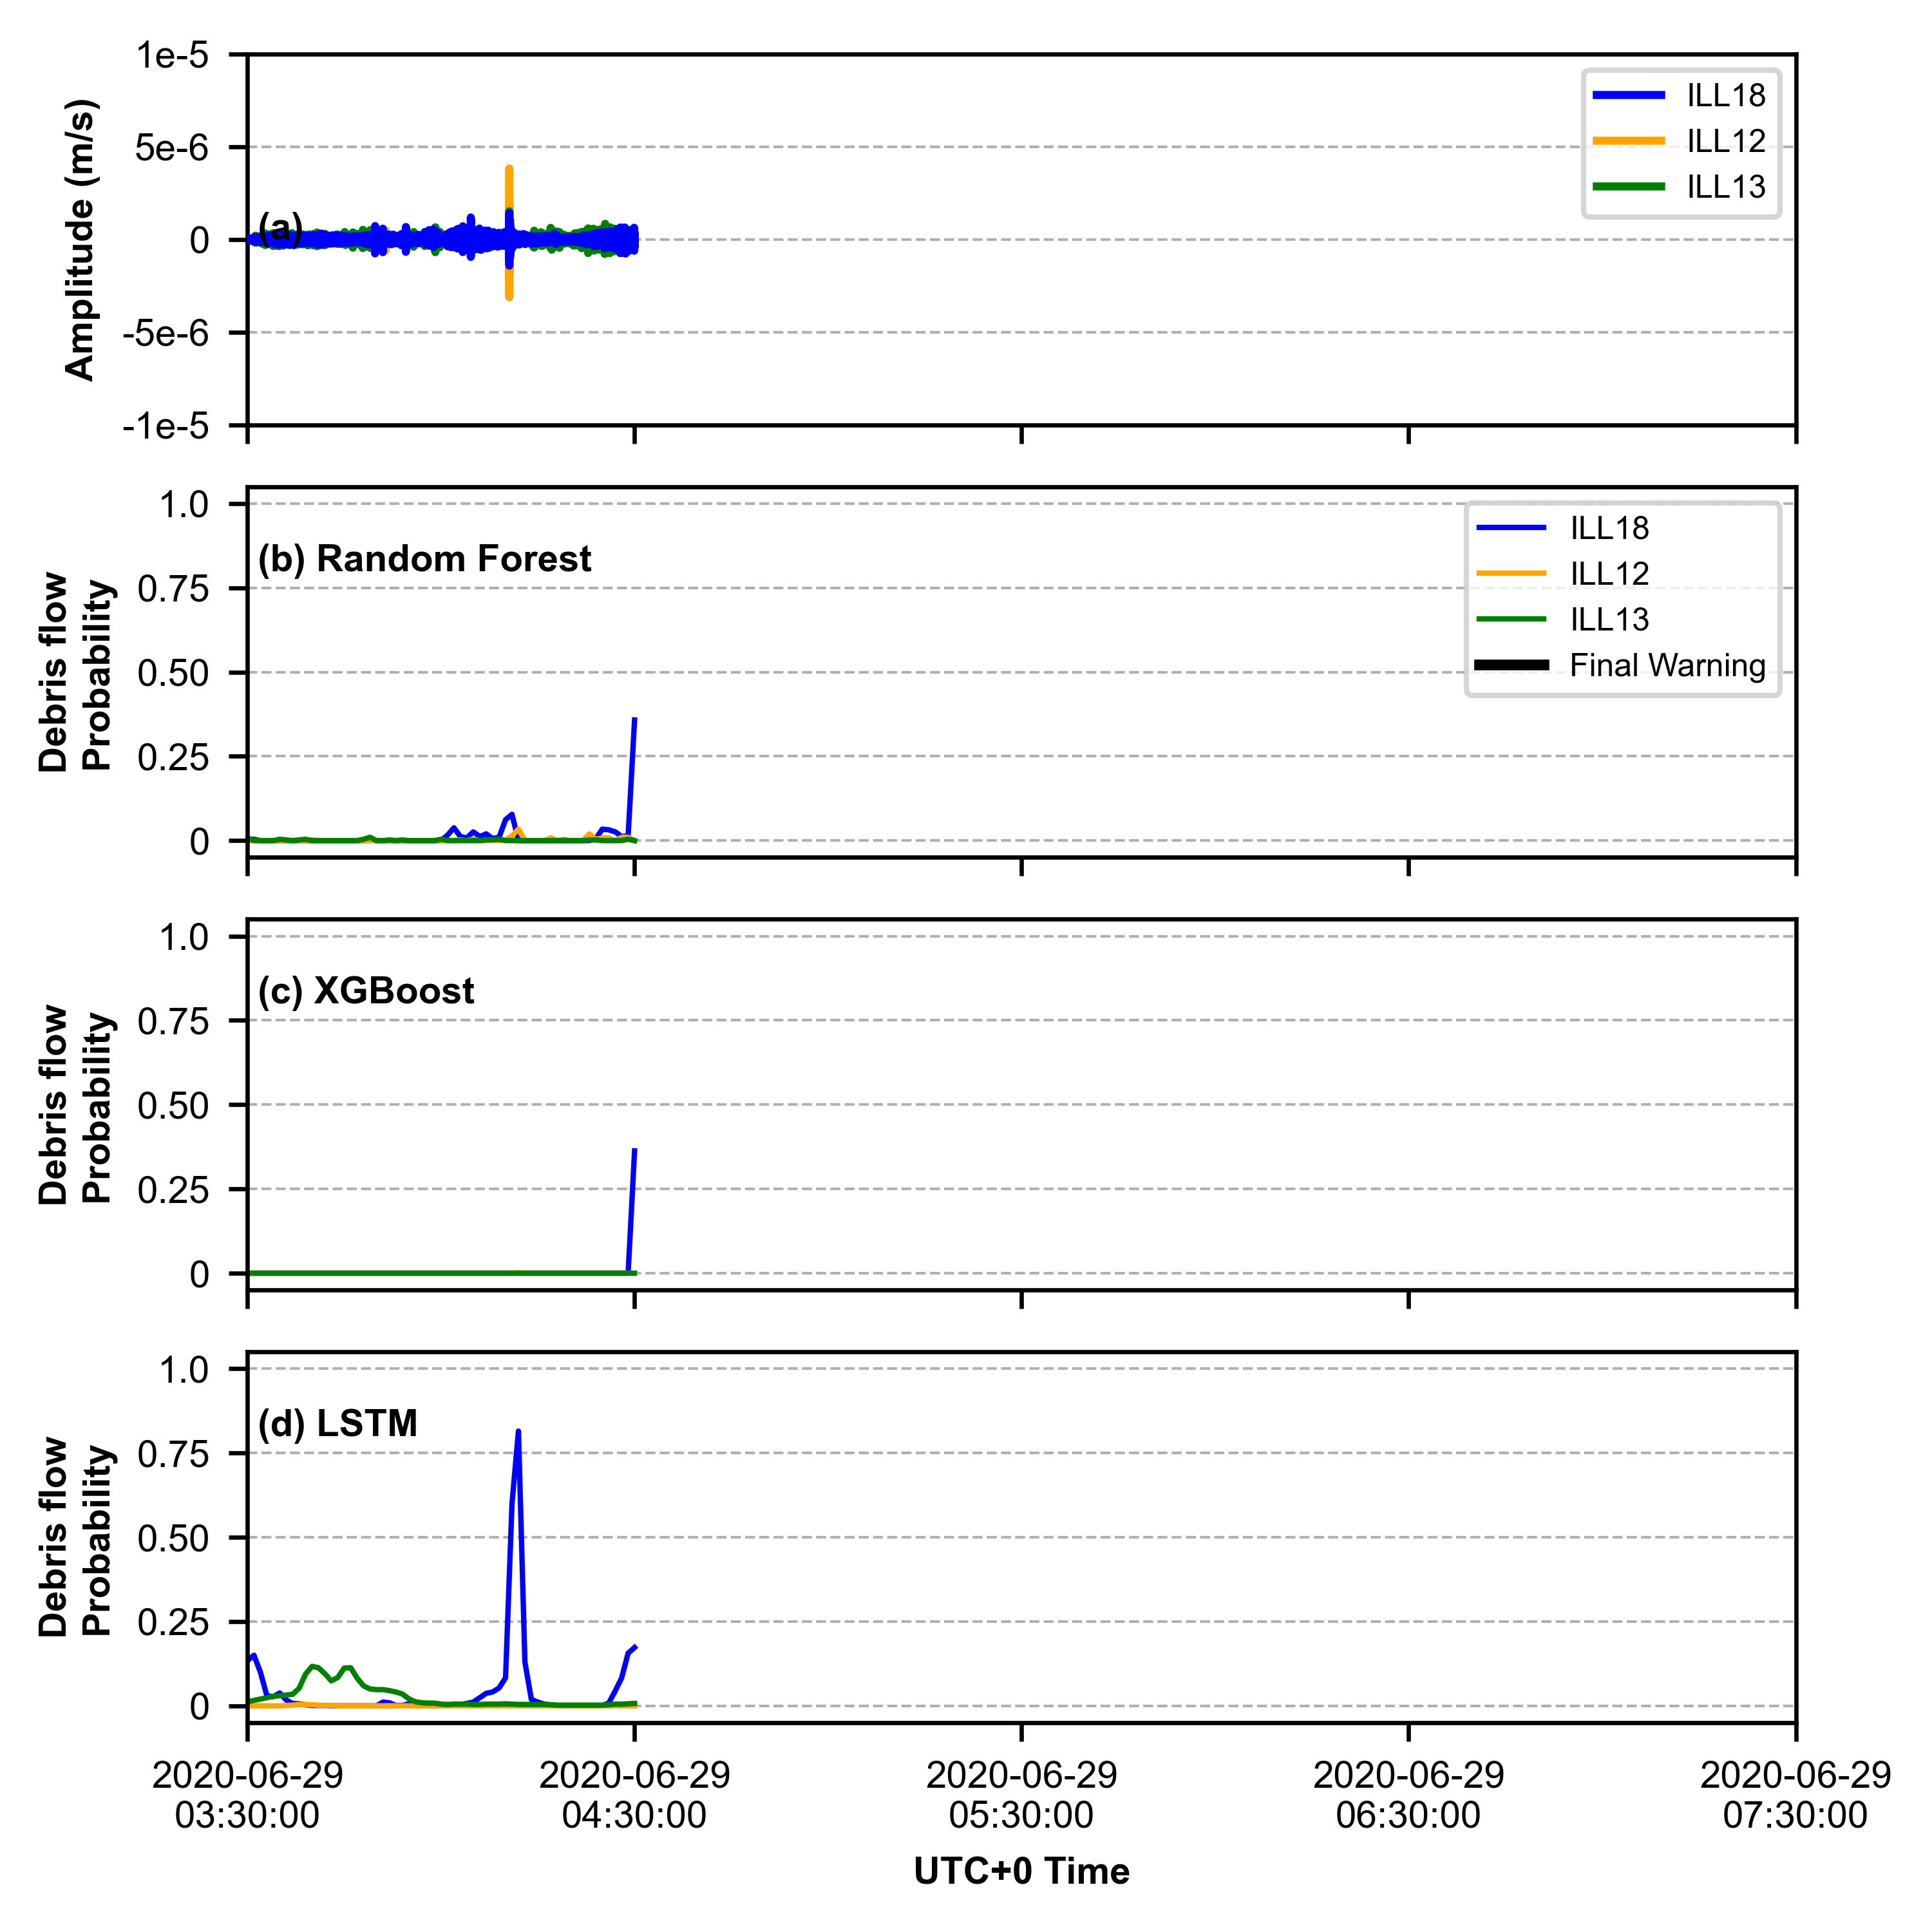 1e-5
5e-6
0
-5e-6
-1e-5
Amplitude (m/s)
(a)
ILL18
ILL12
ILL13
1.0
0.75
0.50
0.25
0
Debris flow
Probability
(b) Random Forest
ILL18
ILL12
ILL13
Final Warning
1.0
0.75
0.50
0.25
0
Debris flow
Probability
(c) XGBoost
1.0
0.75
0.50
0.25
0
Debris flow
Probability
(d) LSTM
2020-06-29
03:30:00
2020-06-29
04:30:00
2020-06-29
05:30:00
2020-06-29
06:30:00
2020-06-29
07:30:00
UTC+0 Time